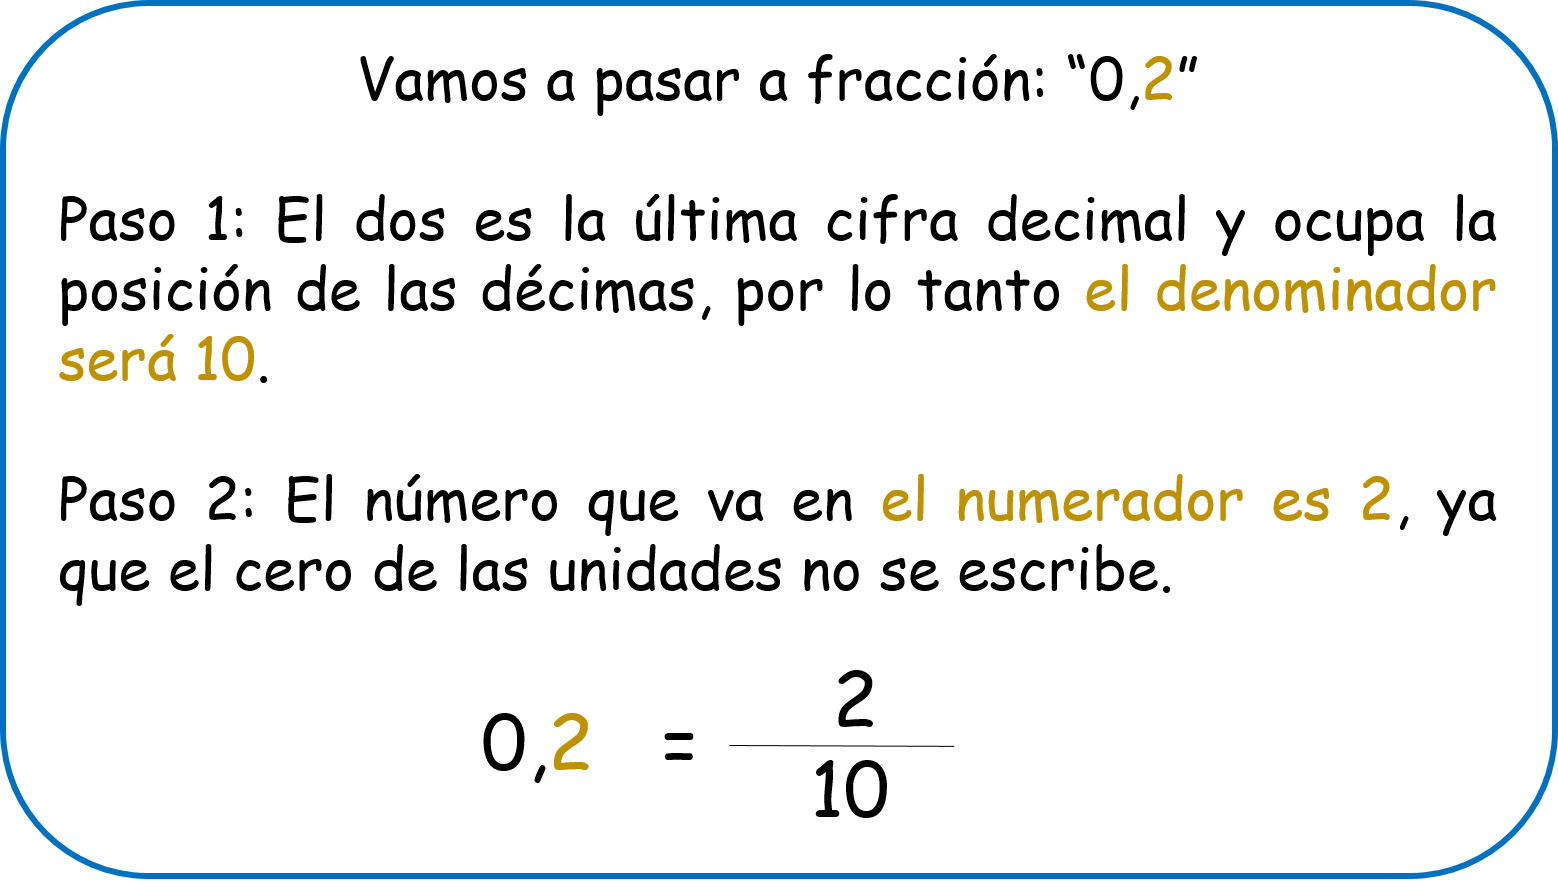 Vamos a pasar a fracción: “0,2”
Paso 1: El dos es la última cifra decimal y ocupa la
posición de las décimas, por lo tanto el denominador
será 10.
Paso 2: El número que va en el numerador es 2, ya
que el cero de las unidades no se escribe.
2
0,2 =
10